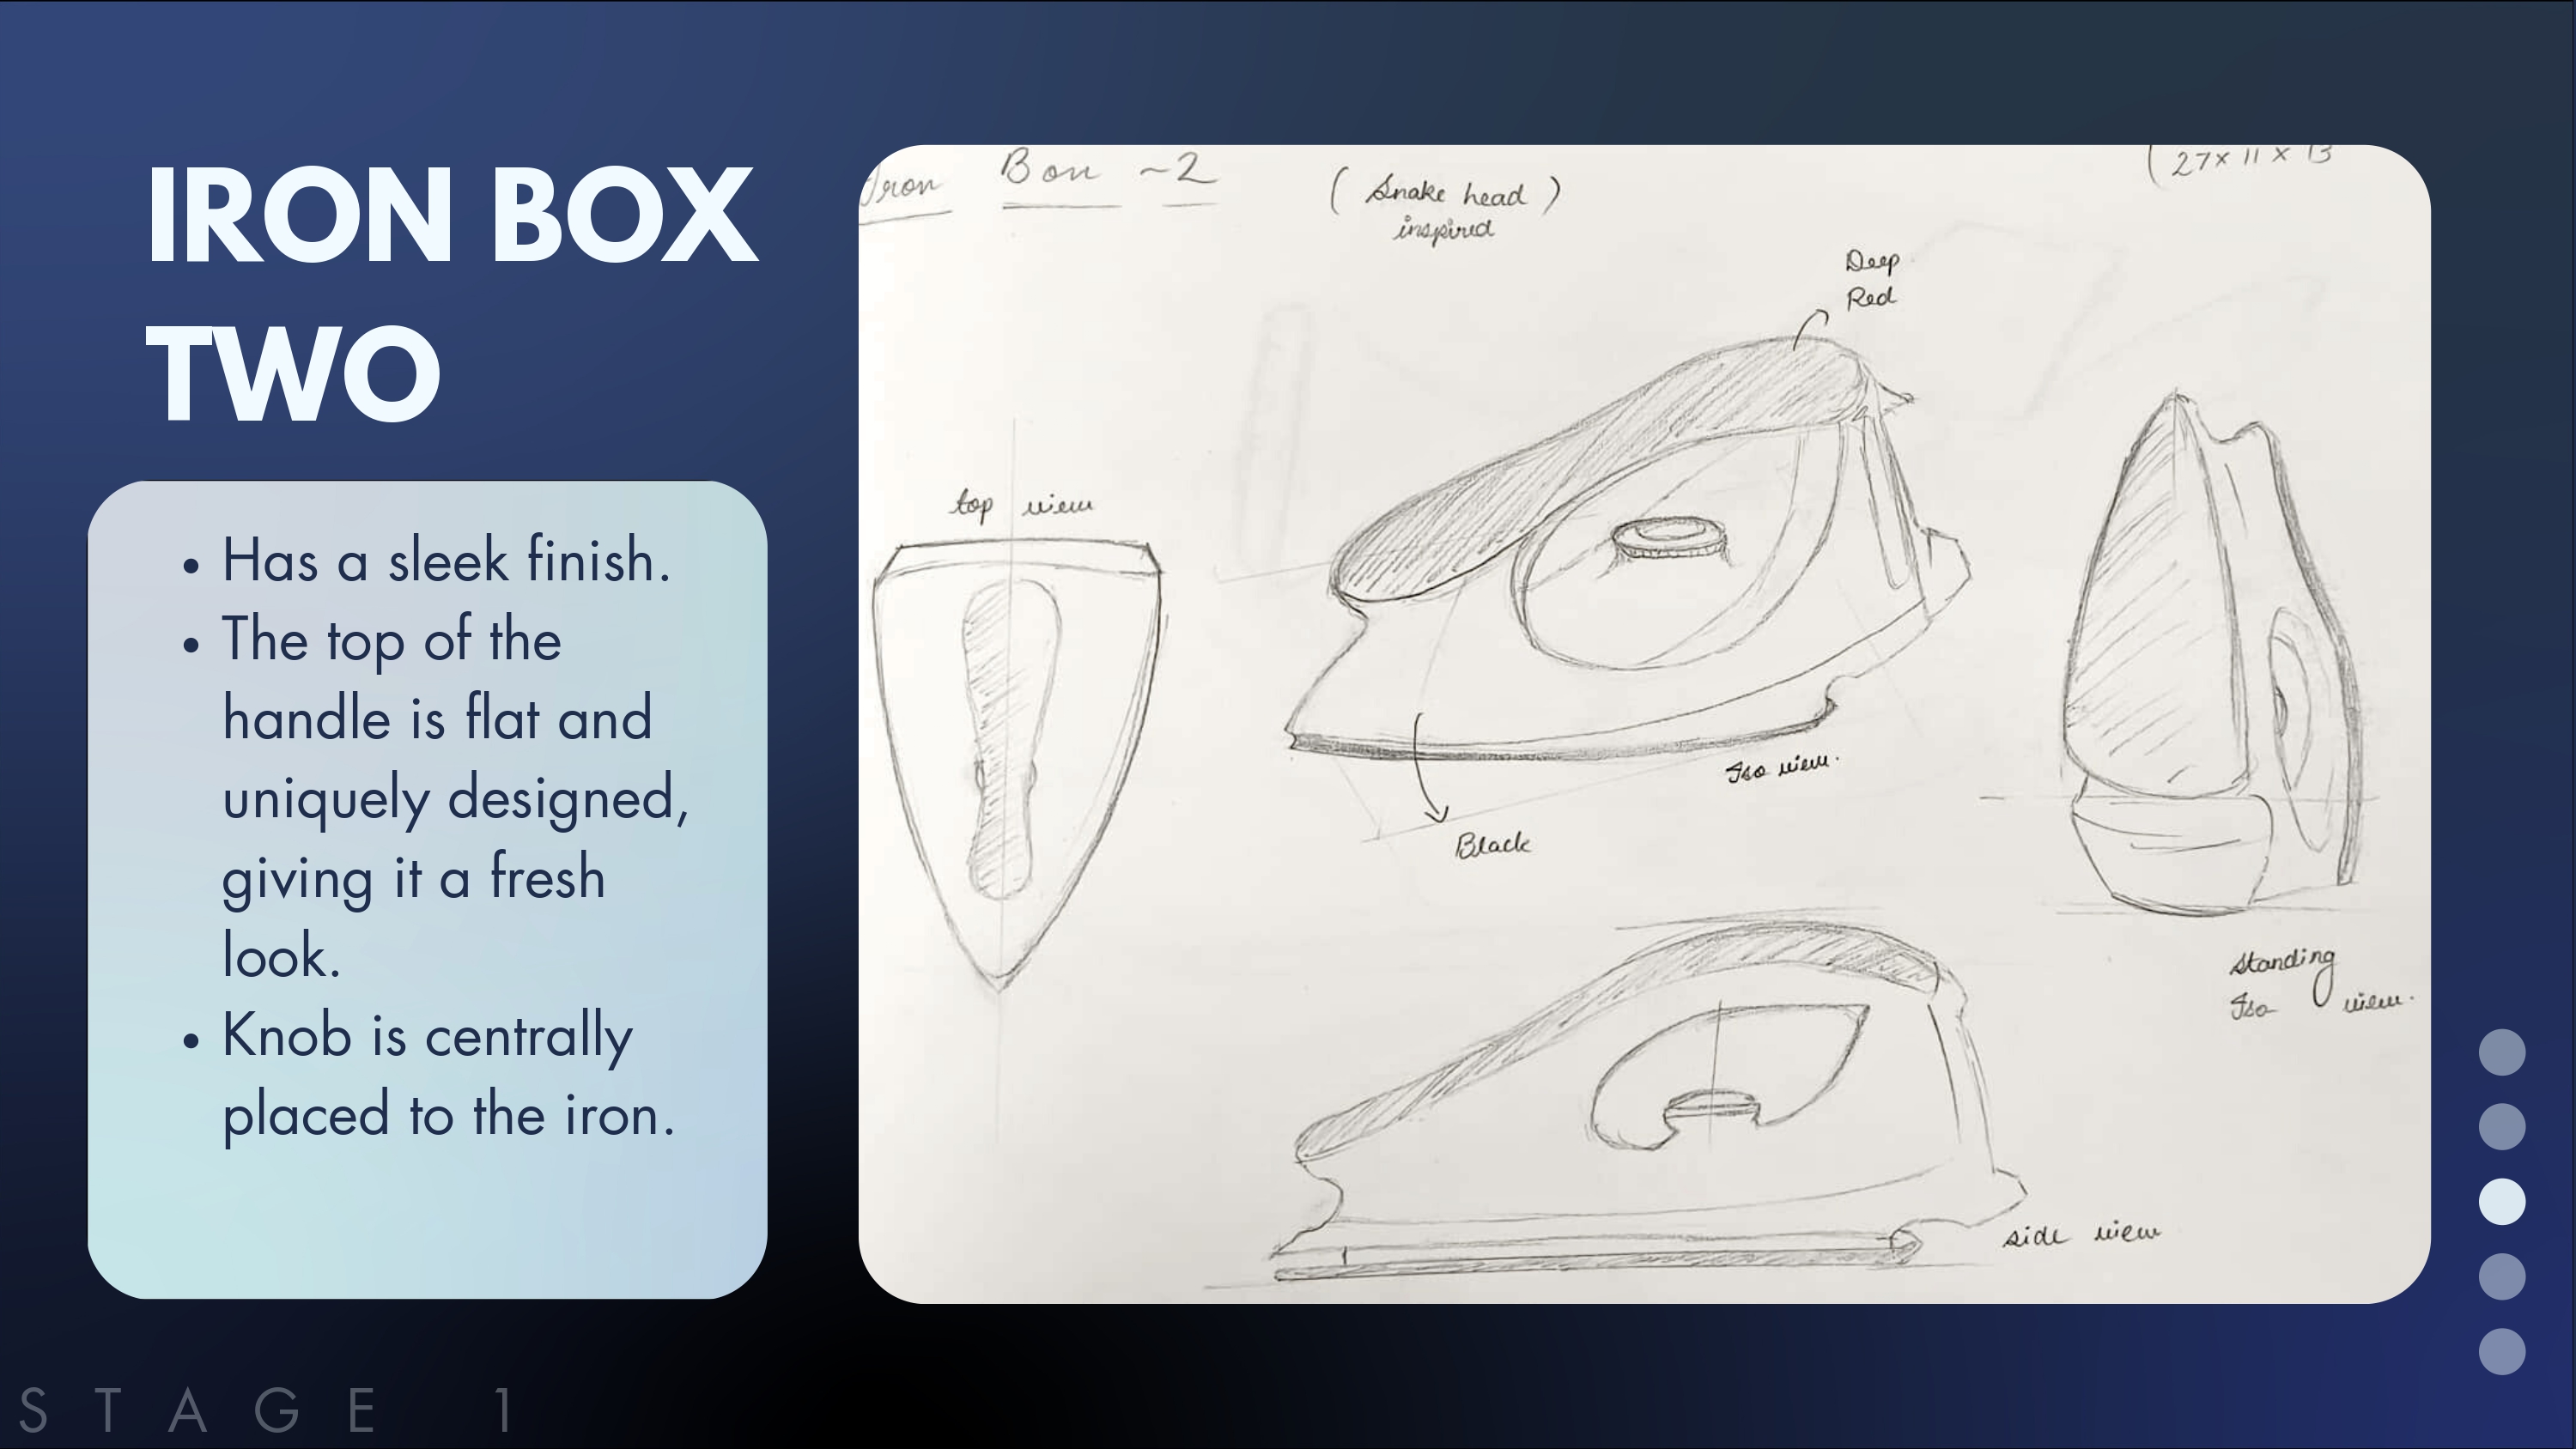 IRON BOX
TWO
• Has a sleek finish.
• The top of the
handle is flat and
uniquely designed,
giving it a fresh
look.
• Knob is centrally
placed to the iron.
STAGE 1
Iron Box ~2
( Snake head )
inspired
( 27 x 11 x 13
Deep
Red
top view
Iso view.
Black
standing
Iso view.
side view